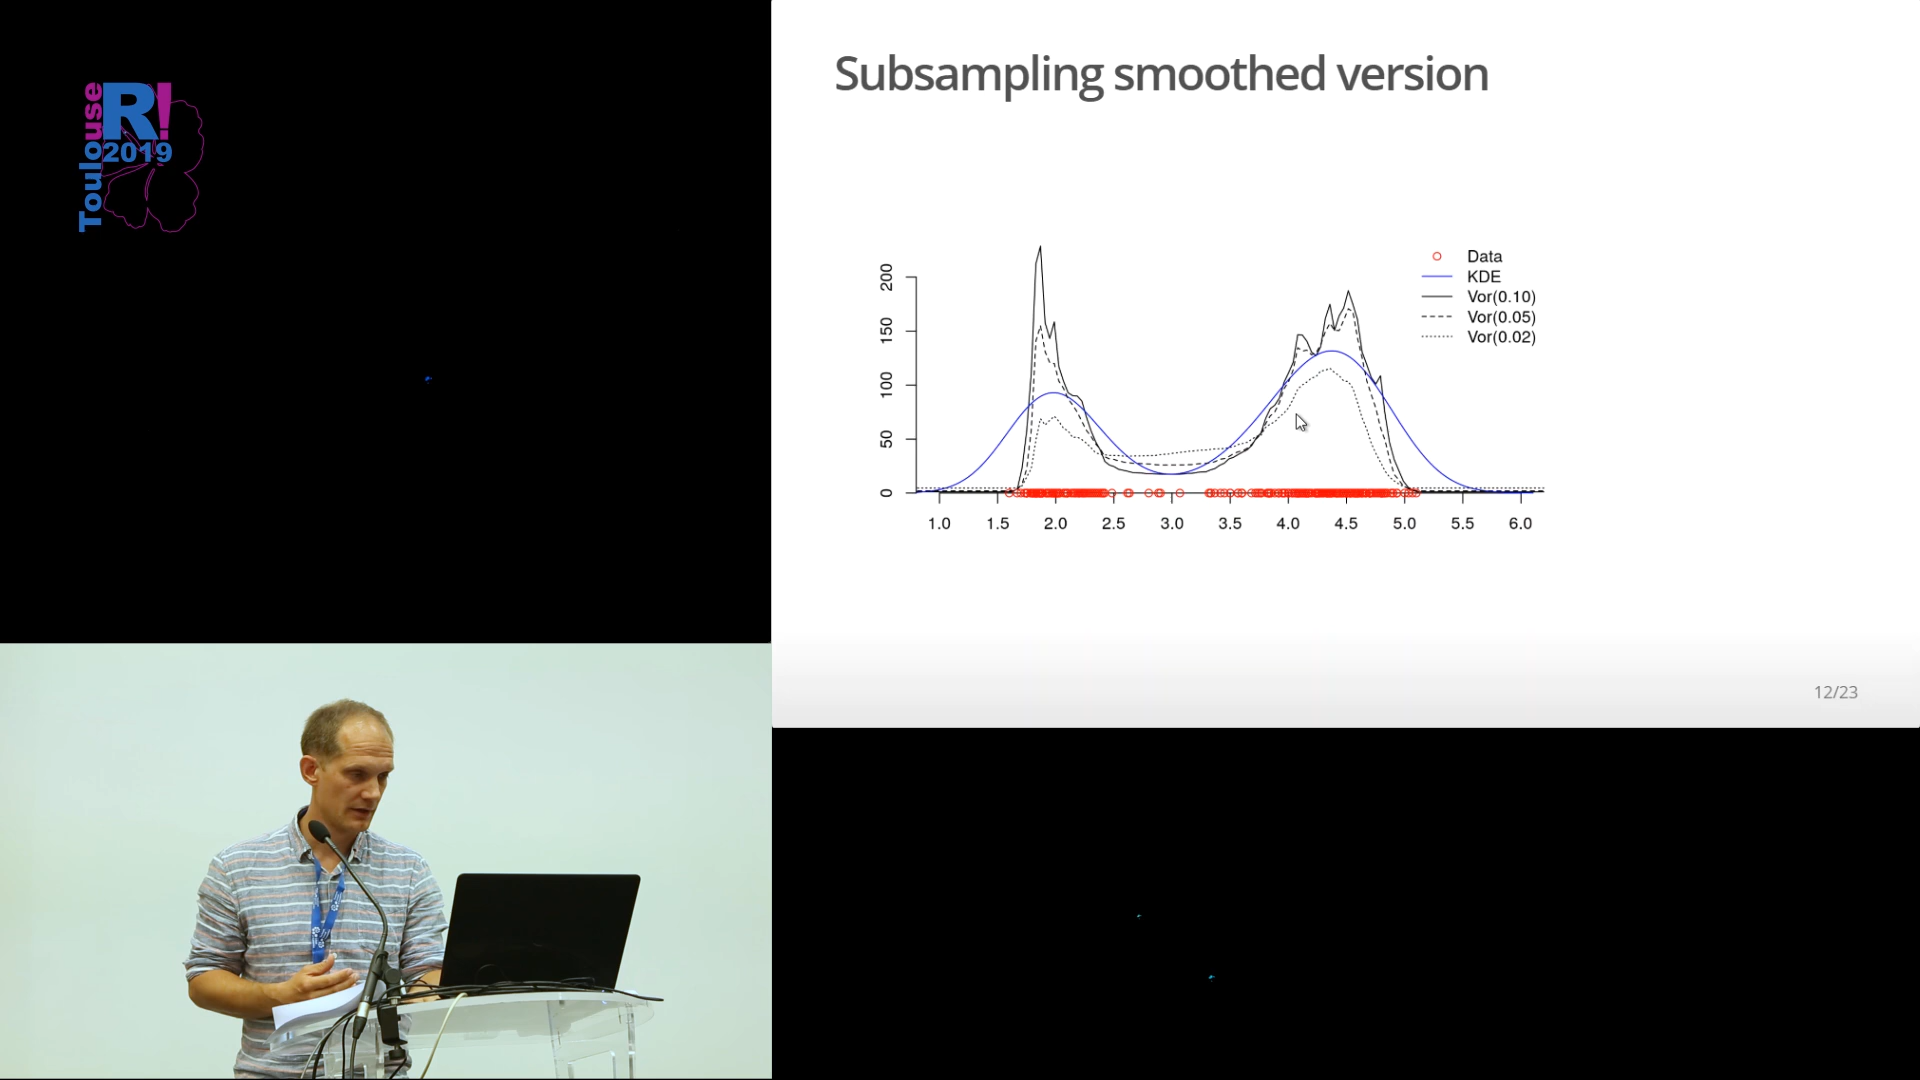 Toulouse
R!
2019
Subsampling smoothed version
Data
KDE
Vor(0.10)
Vor(0.05)
Vor(0.02)
200
150
100
50
0
1.0 1.5 2.0 2.5 3.0 3.5 4.0 4.5 5.0 5.5 6.0
12/23